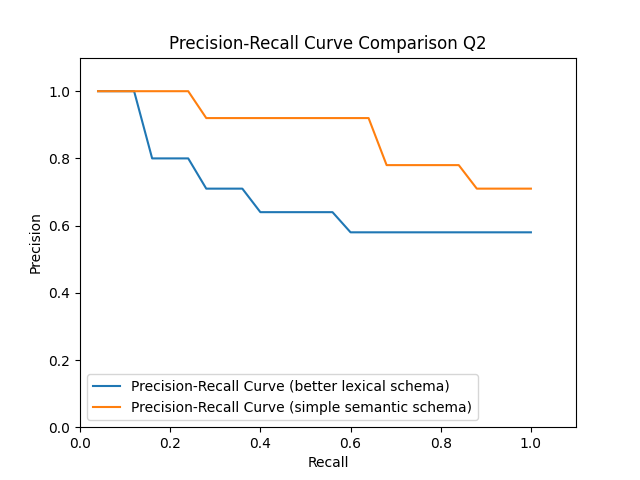 Precision-Recall Curve Comparison Q2
1.0
0.8
0.6
0.4
0.2
0.0
Precision
Precision-Recall Curve (better lexical schema)
Precision-Recall Curve (simple semantic schema)
0.0 0.2 0.4 0.6 0.8 1.0
Recall